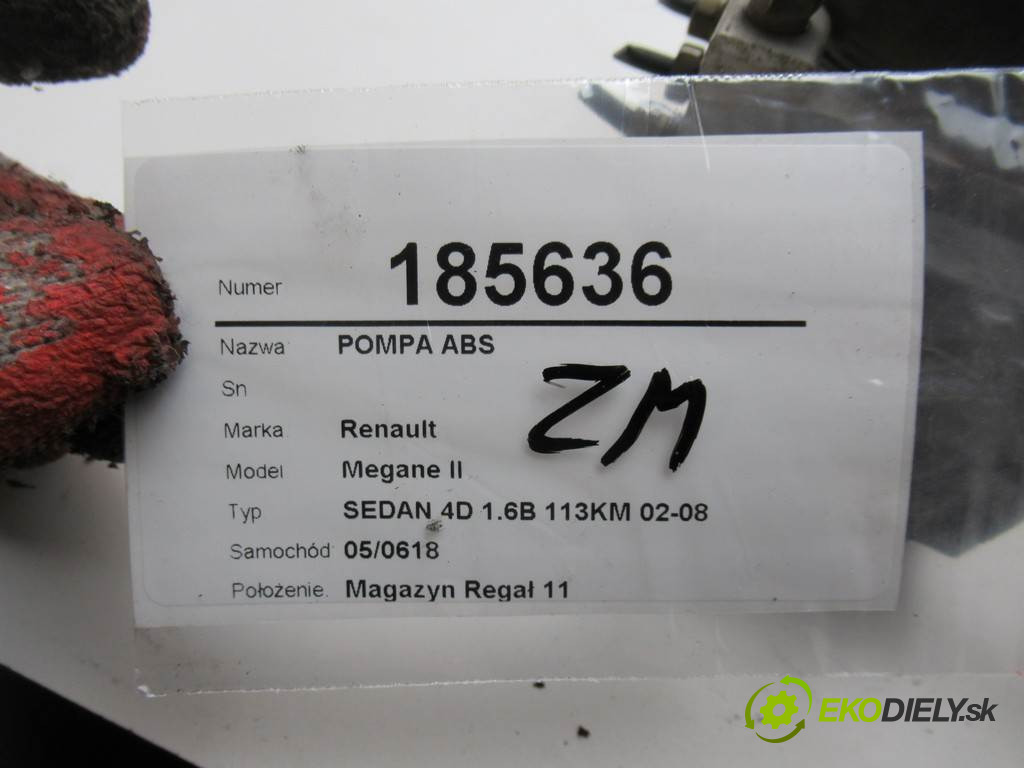 Numer 185636
Nazwa POMPA ABS
Sn
ZM
Marka Renault
Model Megane II
Typ SEDAN 4D 1.6B 113KM 02-08
Samochód 05/0618
Położenie. Magazyn Regał 11
EKODIELY.sk